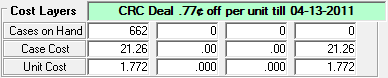 Cost Layers CRC Deal .77¢ off per unit till 04-13-2011
Cases on Hand 662 0 0 0
Case Cost 21.26 .00 .00 21.26
Unit Cost 1.772 .000 .000 1.772